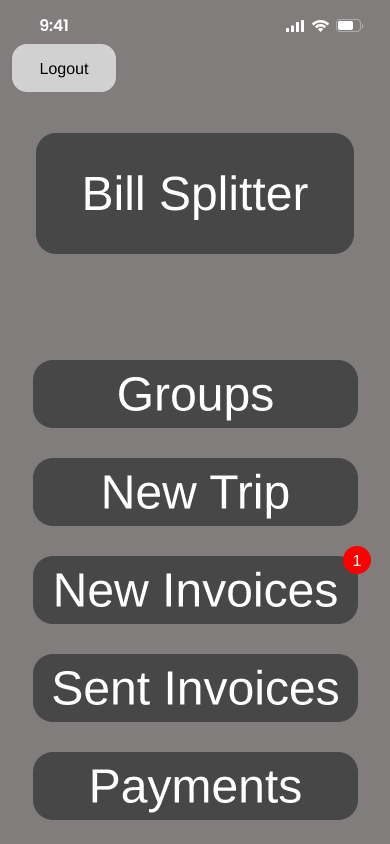 9:41
Logout
Bill Splitter
Groups
New Trip
1
New Invoices
Sent Invoices
Payments